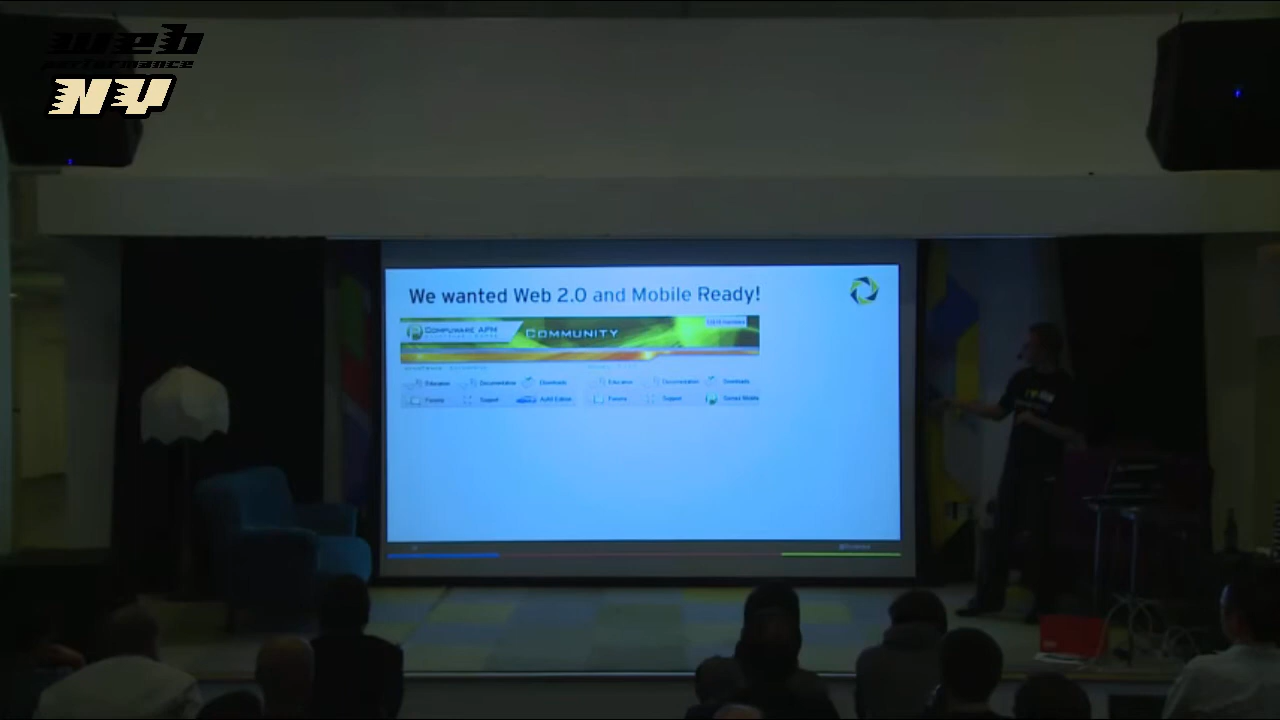 web
performance
NY
We wanted Web 2.0 and Mobile Ready!
COMPUWARE APM
COMMUNITY
Education
Documentation
Downloads
Education
Documentation
Downloads
Forums
Support
Forums
Support